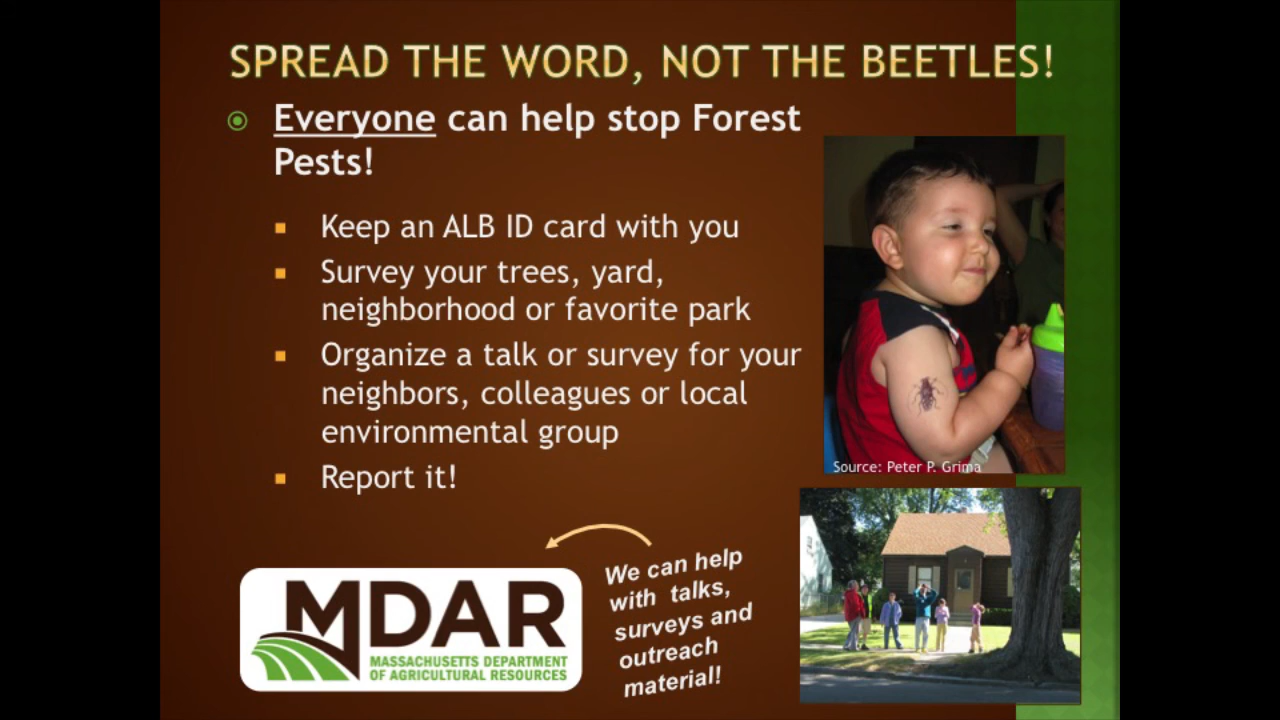 SPREAD THE WORD, NOT THE BEETLES!
Everyone can help stop Forest
Pests!
Keep an ALB ID card with you
Survey your trees, yard,
neighborhood or favorite park
Organize a talk or survey for your
neighbors, colleagues or local
environmental group
Report it!
Source: Peter P. Grima
We can help
with talks,
surveys and
outreach
material!
MDAR
MASSACHUSETTS DEPARTMENT
OF AGRICULTURAL RESOURCES